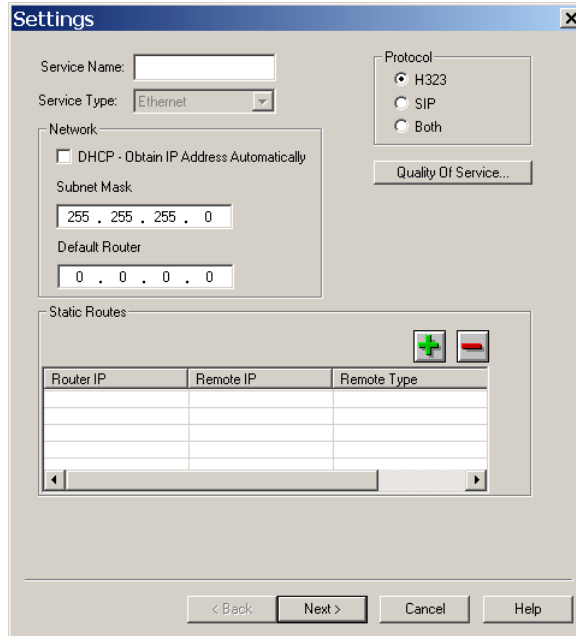 Settings
Service Name:
Service Type: Ethernet
Protocol
H323
SIP
Both
Network
DHCP - Obtain IP Address Automatically
Subnet Mask
255 . 255 . 255 . 0
Default Router
0 . 0 . 0 . 0
Quality Of Service...
Static Routes
Router IP Remote IP Remote Type
< Back Next > Cancel Help